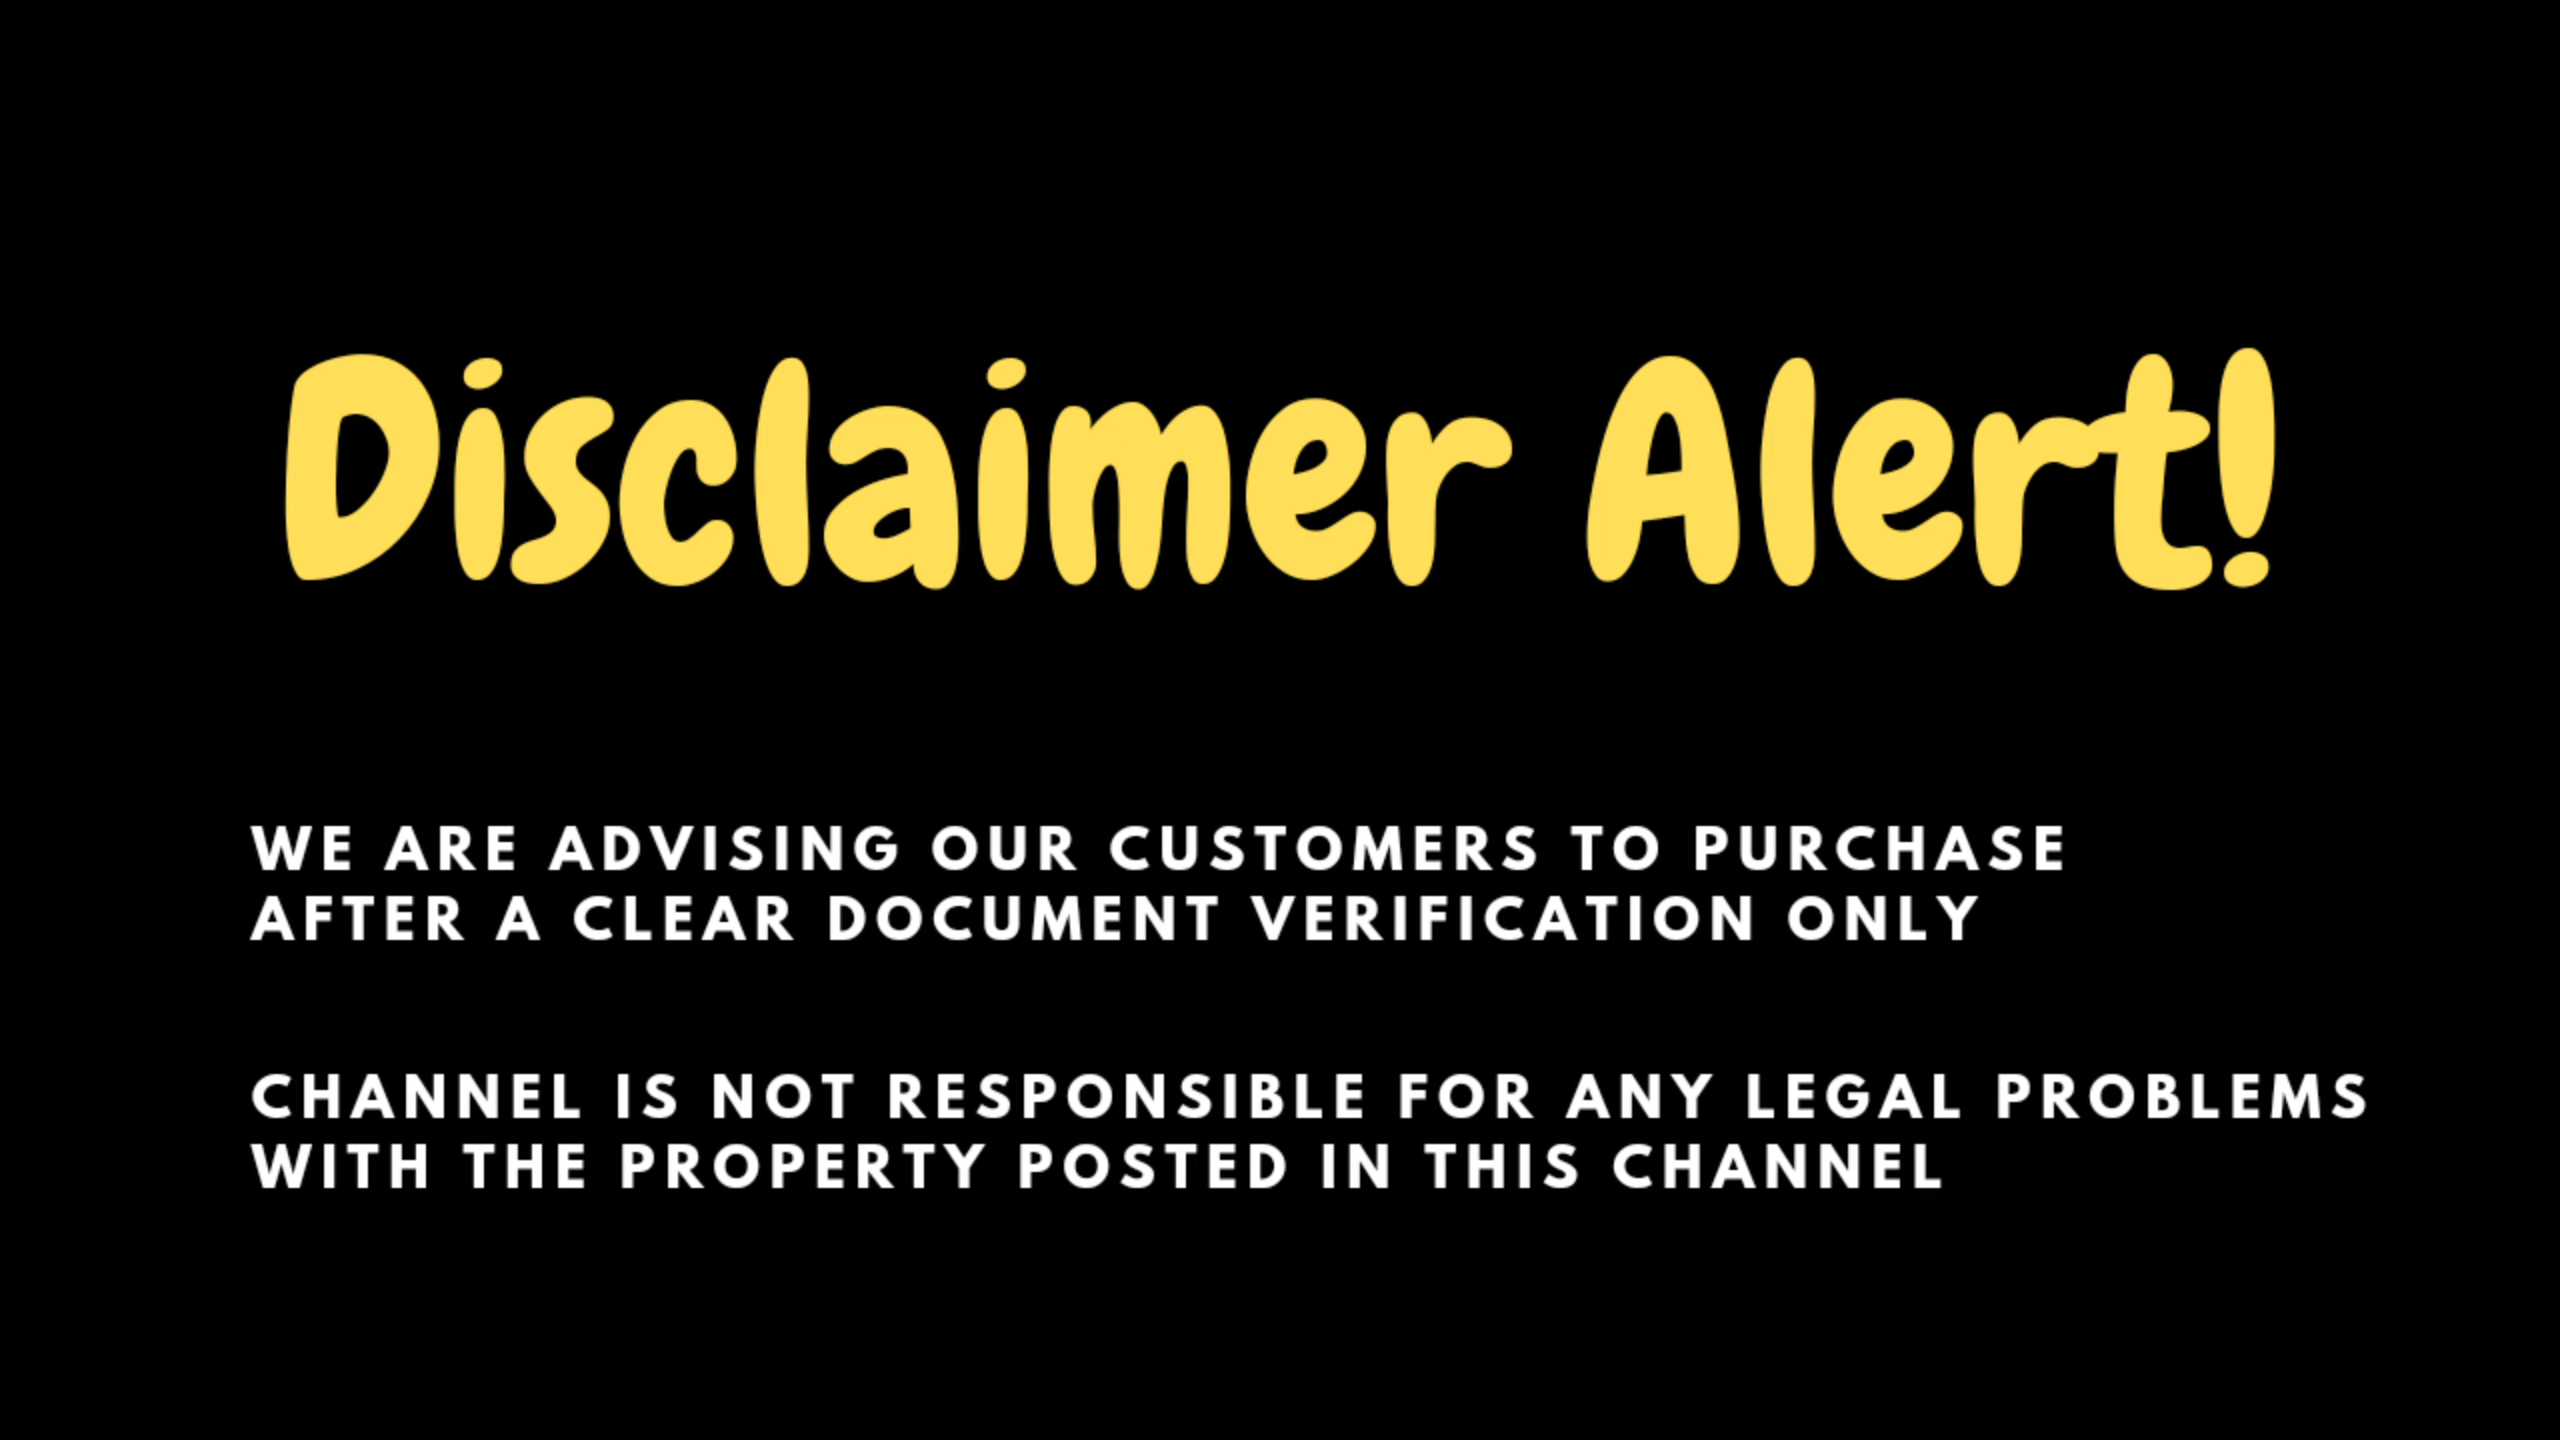 Disclaimer Alert!
WE ARE ADVISING OUR CUSTOMERS TO PURCHASE
AFTER A CLEAR DOCUMENT VERIFICATION ONLY
CHANNEL IS NOT RESPONSIBLE FOR ANY LEGAL PROBLEMS
WITH THE PROPERTY POSTED IN THIS CHANNEL